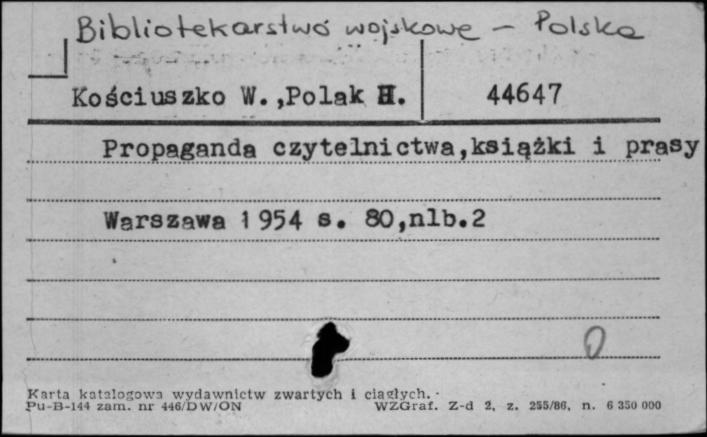 Bibliotekarstwo wojskowe - Polska
Kościuszko W.,Polak H. 44647
Propaganda czytelnictwa,książki i prasy
Warszawa 1954 s. 80,nlb.2
0
Karta katalogowa wydawnictw zwartych i ciągłych.
Pu-B-144 zam. nr 446/DW/ON WZGraf. Z-d 2, z. 255/86, n. 6 350 000